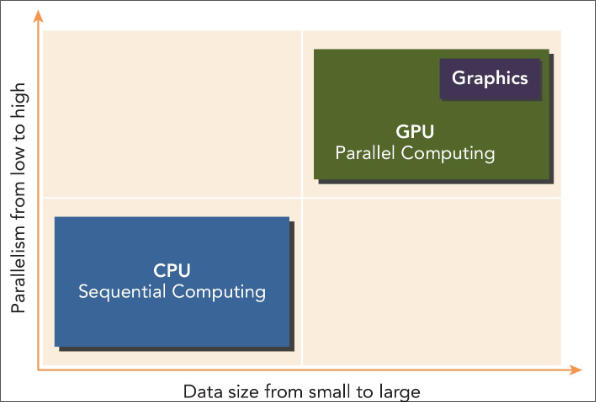 Parallelism from low to high
Graphics
GPU
Parallel Computing
CPU
Sequential Computing
Data size from small to large